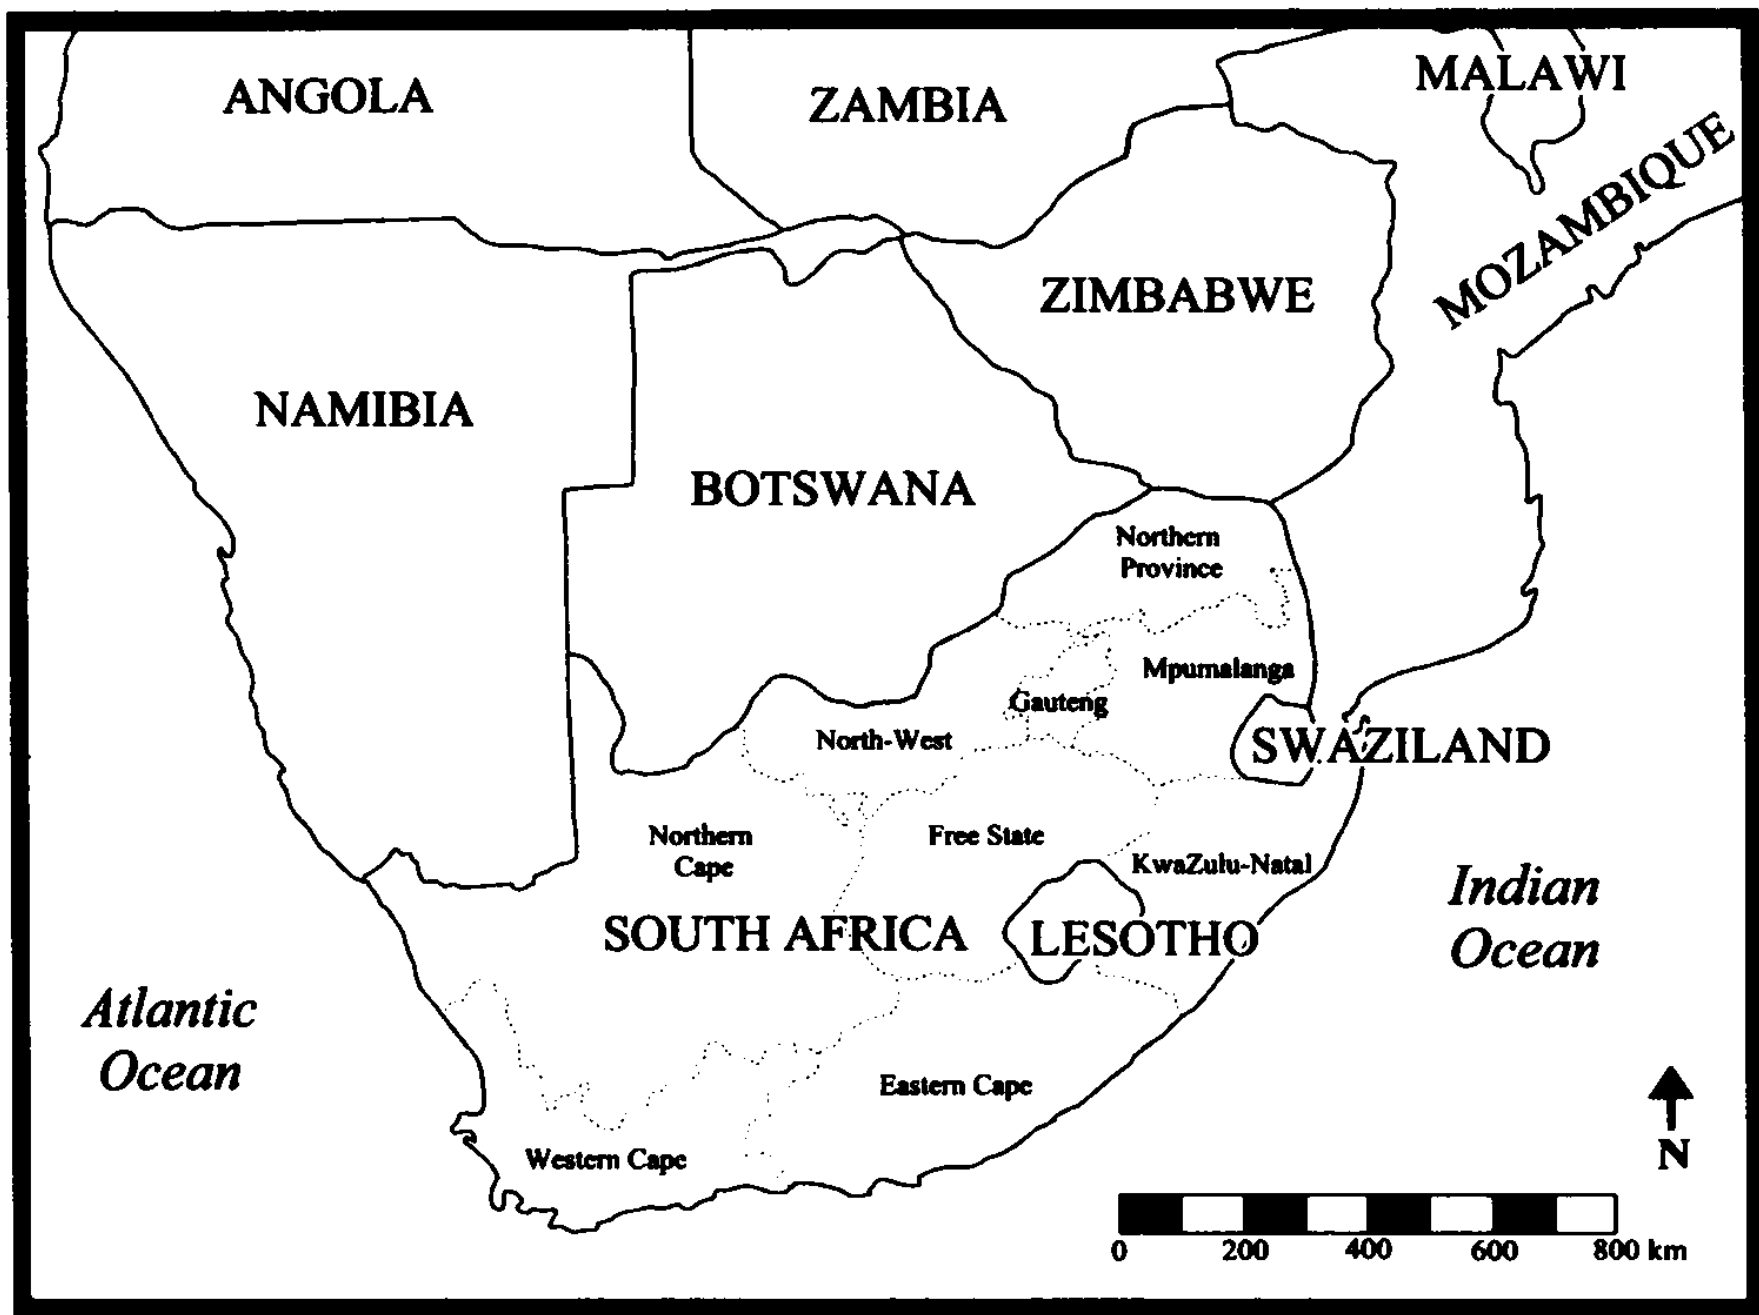 ANGOLA
ZAMBIA
MALAWI
MOZAMBIQUE
ZIMBABWE
NAMIBIA
BOTSWANA
Northern
Province
Mpumalanga
Gauteng
North-West
SWAZILAND
Northern
Cape
Free State
KwaZulu-Natal
SOUTH AFRICA
LESOTHO
Indian
Ocean
Atlantic
Ocean
Eastern Cape
Western Cape
N
0 200 400 600 800 km